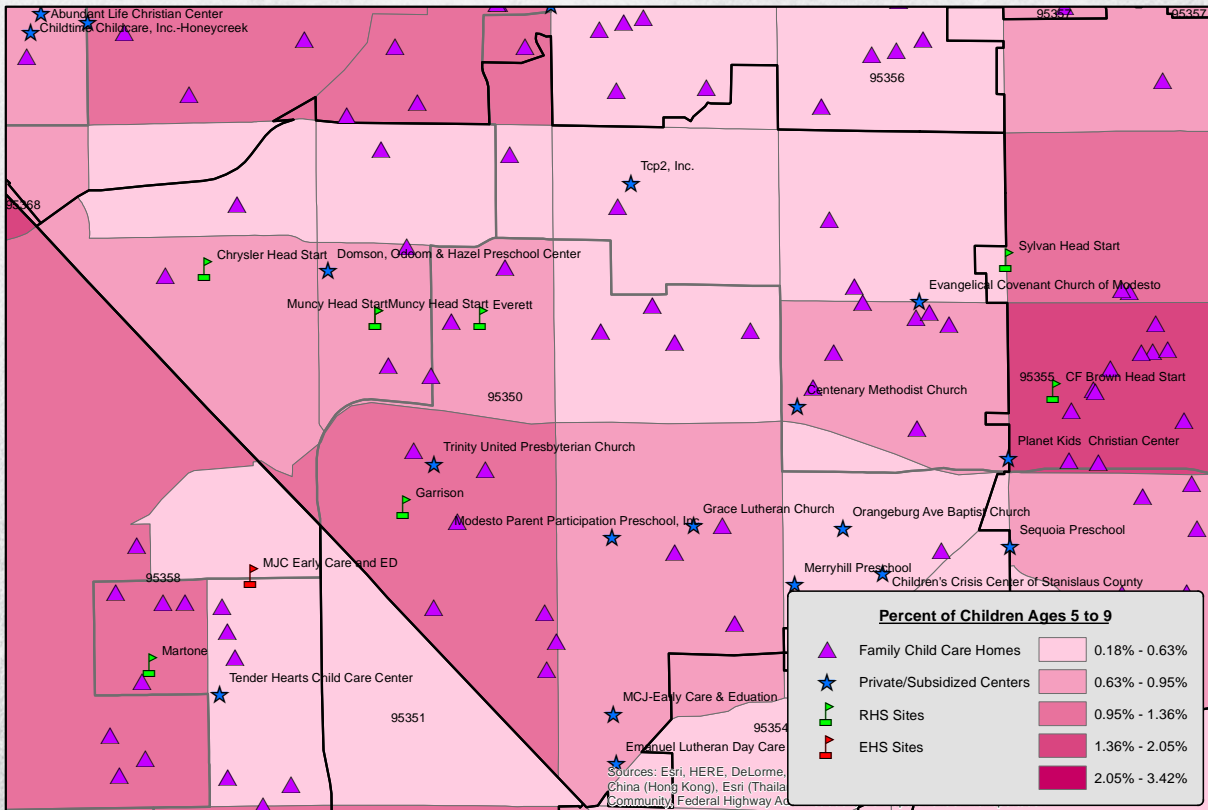 Abundant Life Christian Center
Childtime Childcare, Inc.-Honeycreek
95357
95357
95356
Tcp2, Inc.
95368
Chrysler Head Start
Domson, Odoom & Hazel Preschool Center
Sylvan Head Start
Evangelical Covenant Church of Modesto
Muncy Head Start
Muncy Head Start
Everett
95355
CF Brown Head Start
95350
Centenary Methodist Church
Trinity United Presbyterian Church
Planet Kids Christian Center
Garrison
Modesto Parent Participation Preschool, Inc.
Grace Lutheran Church
Orangeburg Ave Baptist Church
Sequoia Preschool
MJC Early Care and ED
95358
Merryhill Preschool
Children's Crisis Center of Stanislaus County
Martone
Tender Hearts Child Care Center
95351
MCJ-Early Care & Eduation
95354
Emanuel Lutheran Day Care
Sources: Esri, HERE, DeLorme,
China (Hong Kong), Esri
Community, Federal Highway
Percent of Children Ages 5 to 9
Family Child Care Homes
0.18% - 0.63%
Private/Subsidized Centers
0.63% - 0.95%
RHS Sites
0.95% - 1.36%
EHS Sites
1.36% - 2.05%
2.05% - 3.42%